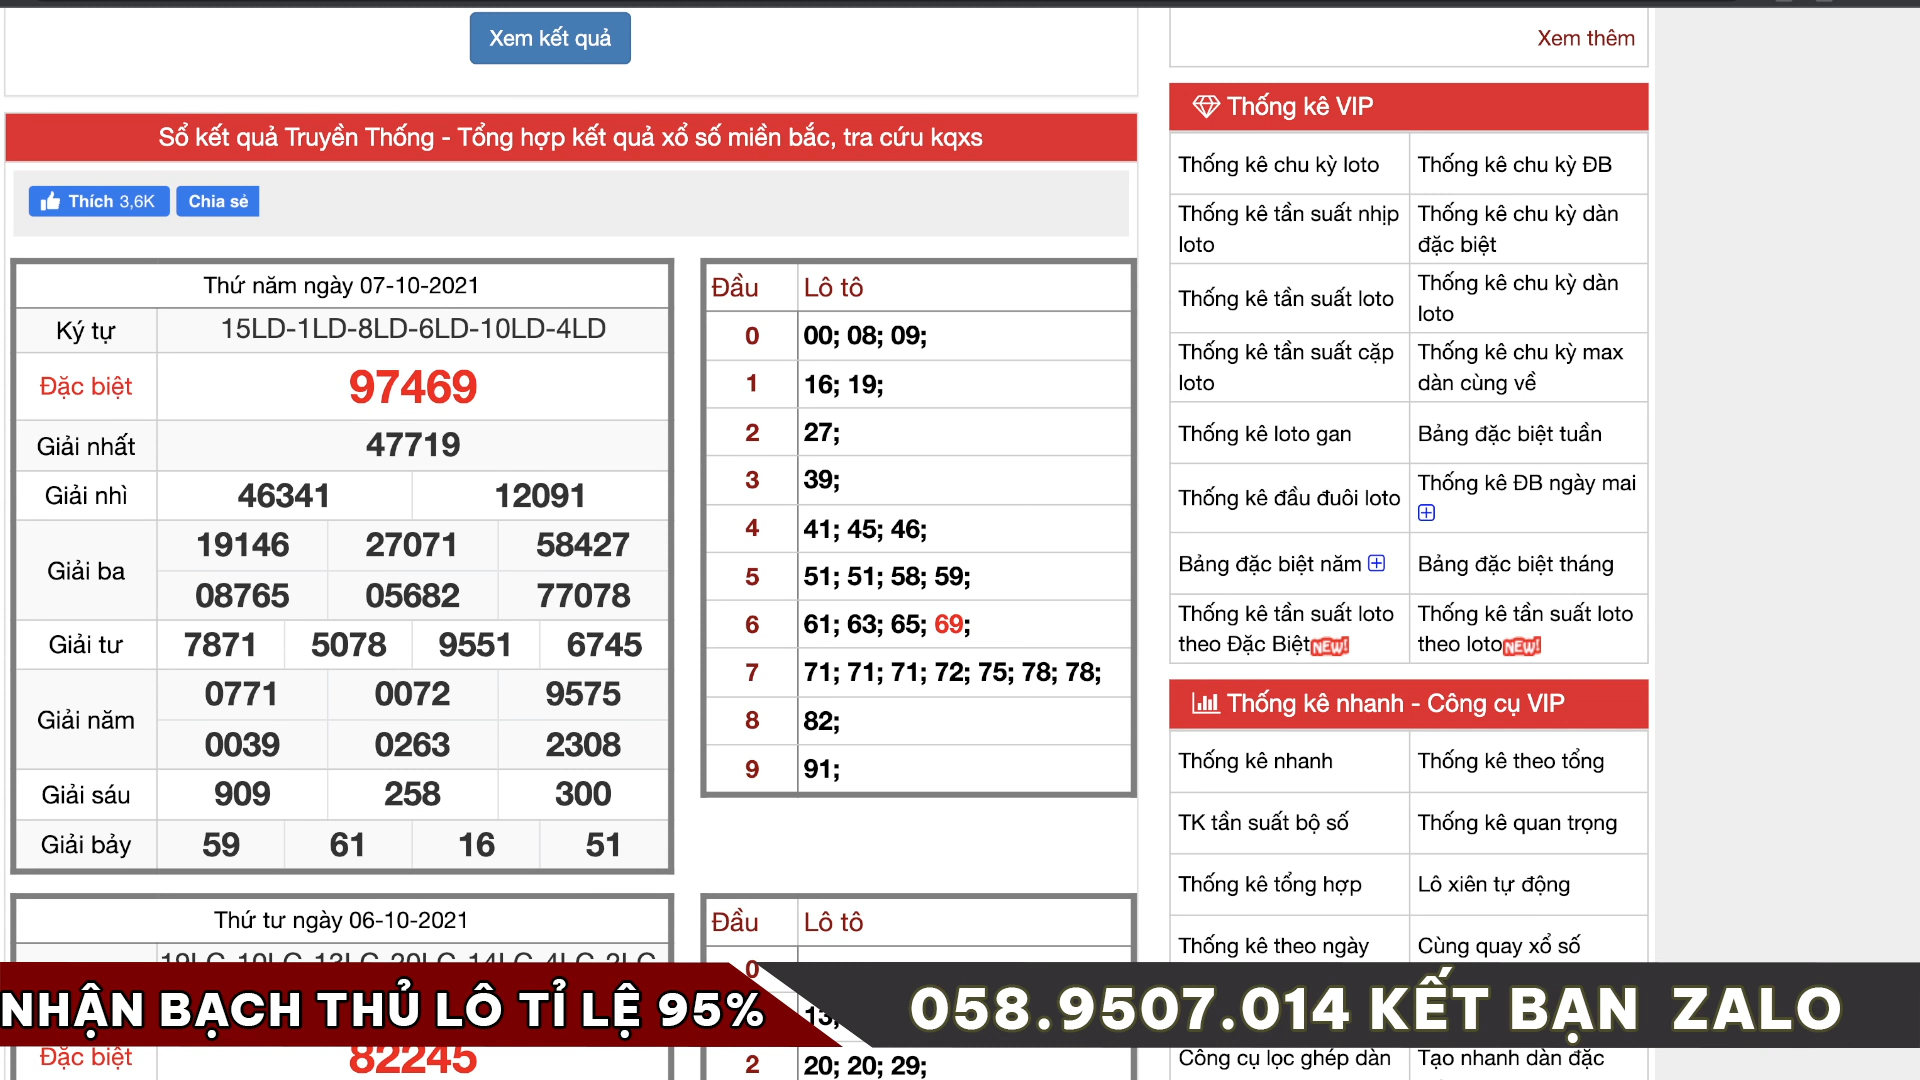 Xem kết quả
Xem thêm
Sổ kết quả Truyền Thống - Tổng hợp kết quả xổ số miền bắc, tra cứu kqxs
Thích 3,6K Chia sẻ
Thứ năm ngày 07-10-2021
Ký tự 15LD-1LD-8LD-6LD-10LD-4LD
Đặc biệt 97469
Giải nhất 47719
Giải nhì 46341 12091
Giải ba 19146 27071 58427
08765 05682 77078
Giải tư 7871 5078 9551 6745
Giải năm 0771 0072 9575
0039 0263 2308
Giải sáu 909 258 300
Giải bảy 59 61 16 51
Đầu Lô tô
0 00; 08; 09;
1 16; 19;
2 27;
3 39;
4 41; 45; 46;
5 51; 51; 58; 59;
6 61; 63; 65; 69;
7 71; 71; 71; 72; 75; 78; 78;
8 82;
9 91;
Thứ tư ngày 06-10-2021
19LC-10LC-13LC-20LC-14LC-4LC-2LC
Đặc biệt 82245
Đầu Lô tô
0
13;
2 20; 20; 29;
Thống kê VIP
Thống kê chu kỳ loto Thống kê chu kỳ ĐB
Thống kê tần suất nhịp loto Thống kê chu kỳ dàn đặc biệt
Thống kê tần suất loto Thống kê chu kỳ dàn loto
Thống kê tần suất cặp loto Thống kê chu kỳ max dàn cùng về
Thống kê loto gan Bảng đặc biệt tuần
Thống kê đầu đuôi loto Thống kê ĐB ngày mai
Bảng đặc biệt năm Bảng đặc biệt tháng
Thống kê tần suất loto theo Đặc Biệt NEW! Thống kê tần suất loto theo loto NEW!
Thống kê nhanh - Công cụ VIP
Thống kê nhanh Thống kê theo tổng
TK tần suất bộ số Thống kê quan trọng
Thống kê tổng hợp Lô xiên tự động
Thống kê theo ngày Cùng quay xổ số
Công cụ lọc ghép dàn Tạo nhanh dàn đặc
NHẬN BẠCH THỦ LÔ TỈ LỆ 95%
058.9507.014 KẾT BẠN ZALO